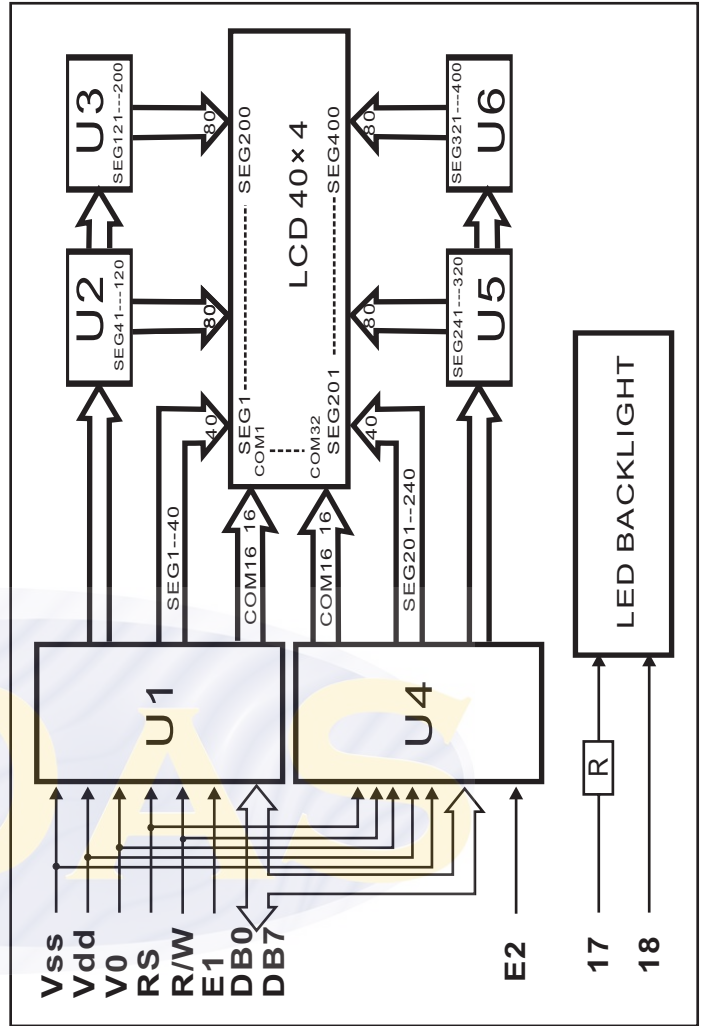 U3
SEG121---200
U6
SEG321---400
80
80
SEG200
SEG400
LCD 40×4
U2
SEG41---120
U5
SEG241---320
80
80
40
40
SEG1
COM1
COM32
SEG201
SEG1--40
COM16 16
COM16 16
SEG201--240
LED BACKLIGHT
U1
U4
R
Vss
Vdd
V0
RS
R/W
E1
DB0
DB7
E2
17
18